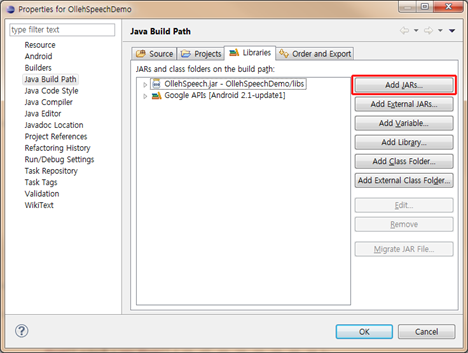 Properties for OllehSpeechDemo
type filter text
Resource
Android
Builders
Java Build Path
Java Code Style
Java Compiler
Java Editor
Javadoc Location
Project References
Refactoring History
Run/Debug Settings
Task Repository
Task Tags
Validation
WikiText
Java Build Path
Source
Projects
Libraries
Order and Export
JARs and class folders on the build path:
OllehSpeech.jar - OllehSpeechDemo/libs
Google APIs [Android 2.1-update1]
Add JARs...
Add External JARs...
Add Variable...
Add Library...
Add Class Folder...
Add External Class Folder...
Edit...
Remove
Migrate JAR File...
OK
Cancel